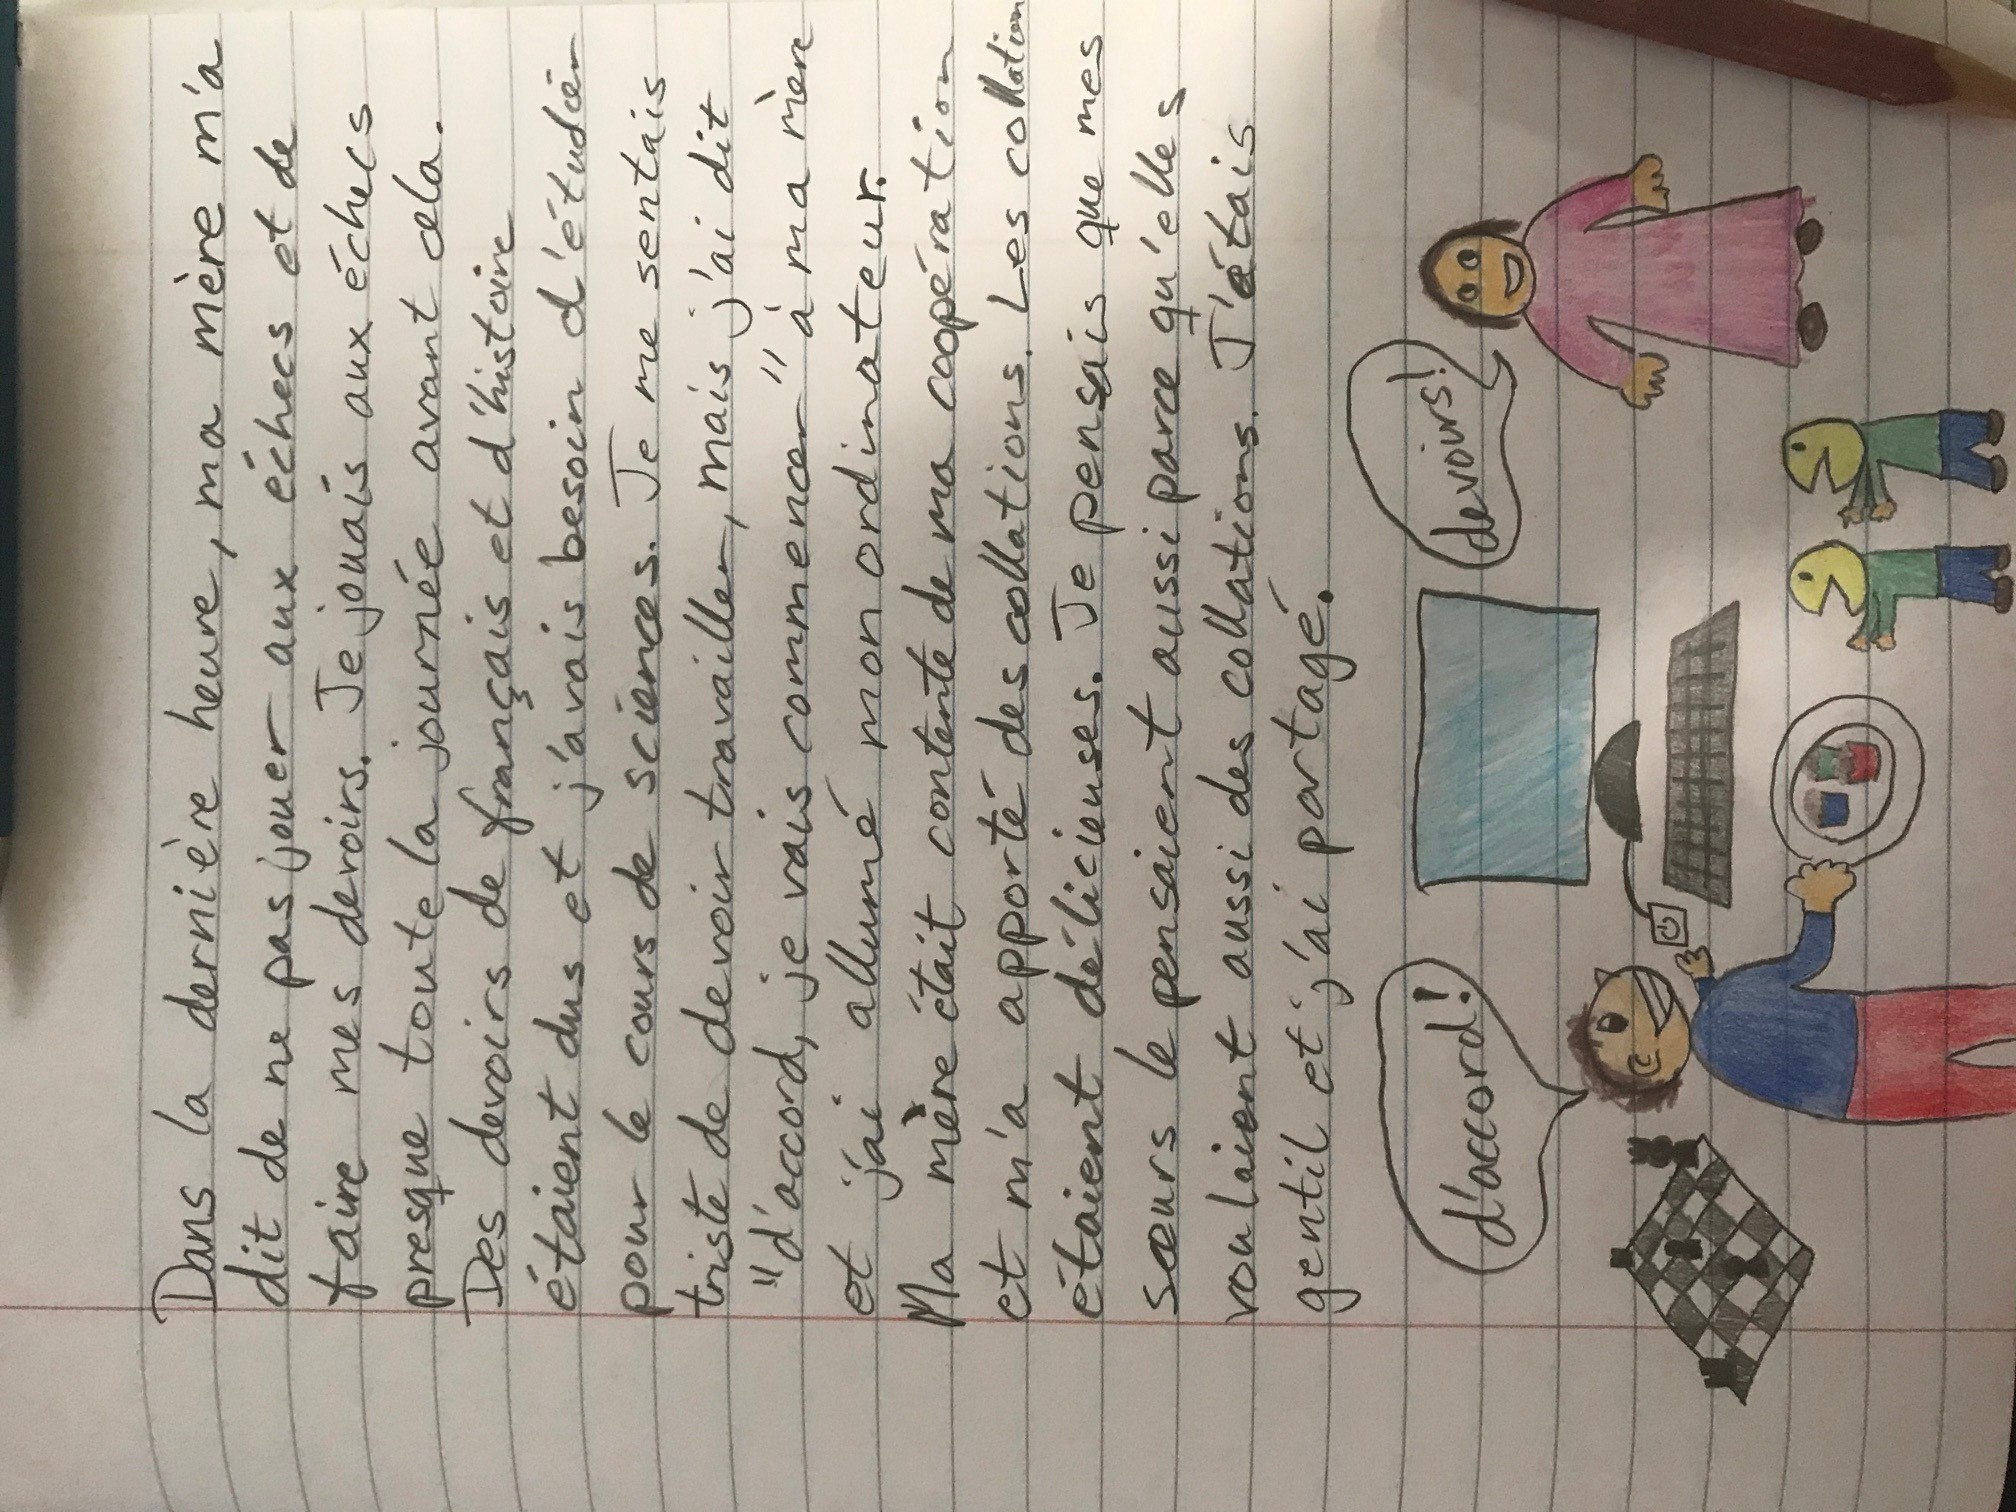 Dans la dernière heure, ma mère m'a
dit de ne pas jouer aux échecs et de
faire mes devoirs. Je jouais aux échecs
presque toute la journée avant cela.
Des devoirs de français et d'histoire
étaient dus et j'avais besoin d'étudier
pour le cours de sciences. Je me sentais
triste de devoir travailler, mais j'ai dit
"d'accord, je vais commencer" à ma mère
et j'ai allumé mon ordinateur.
Ma mère était contente de ma coopération
et m'a apporté des collations. Les collation
étaient délicieuses. Je pensais que mes
sœurs le pensaient aussi parce qu'elles
voulaient aussi des collations. J'étais
gentil et j'ai partagé.
d'accord!
devoirs!